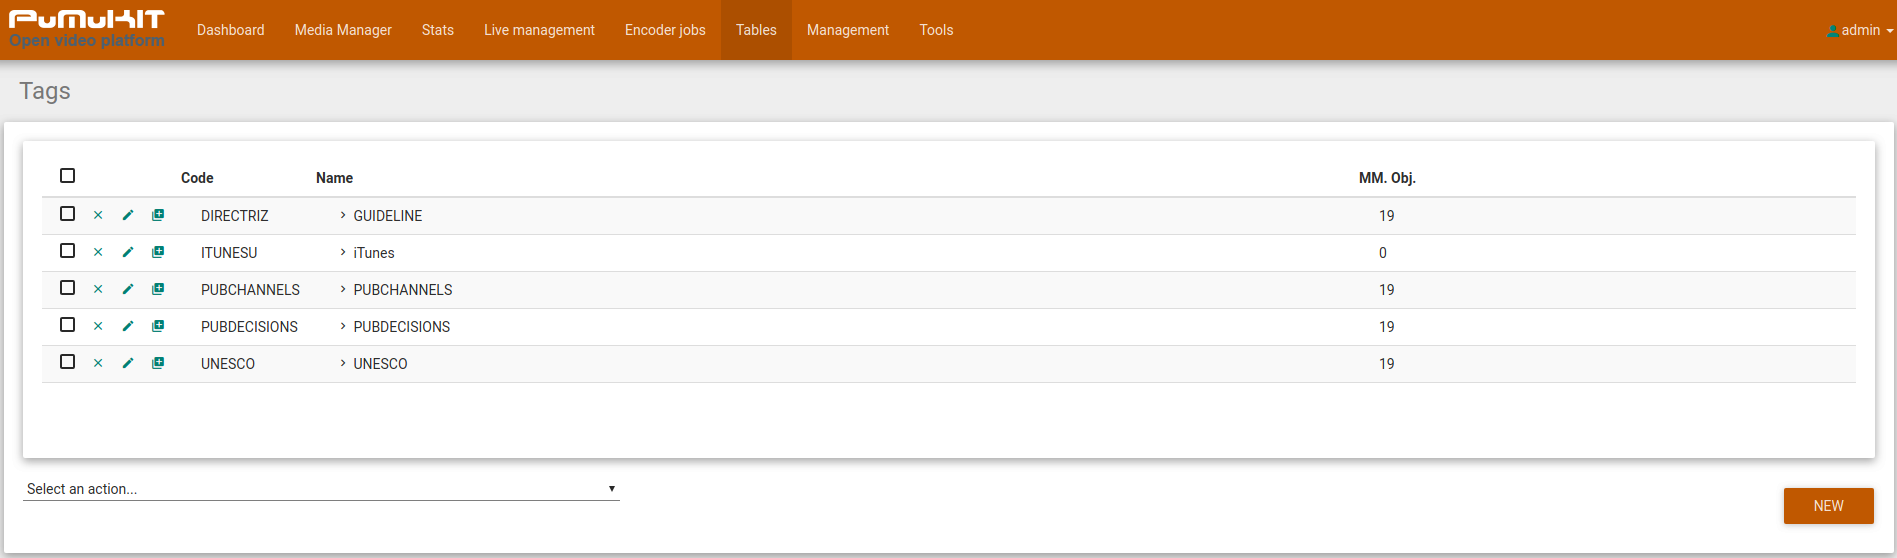 PUMUKIT
Open video platform
Dashboard Media Manager Stats Live management Encoder jobs Tables Management Tools admin
Tags
Code Name MM. Obj.
DIRECTRIZ GUIDELINE 19
ITUNESU iTunes 0
PUBCHANNELS PUBCHANNELS 19
PUBDECISIONS PUBDECISIONS 19
UNESCO UNESCO 19
Select an action...
NEW